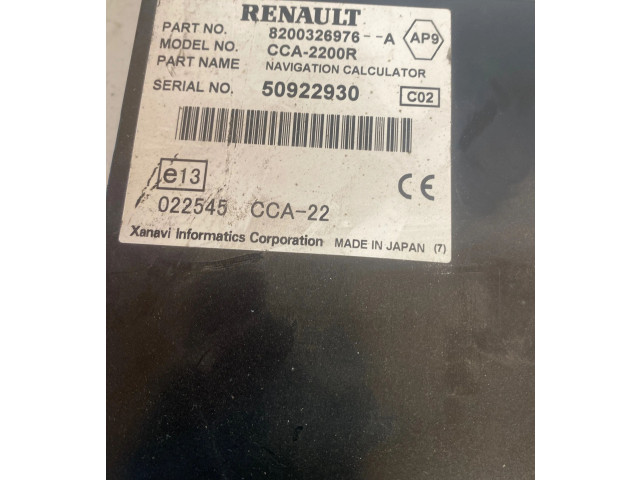 RENAULT
PART NO. 8200326976--A AP9
MODEL NO. CCA-2200R
PART NAME NAVIGATION CALCULATOR
SERIAL NO. 50922930 C02
e13 CE
022545 CCA-22
Xanavi Informatics Corporation MADE IN JAPAN (7)